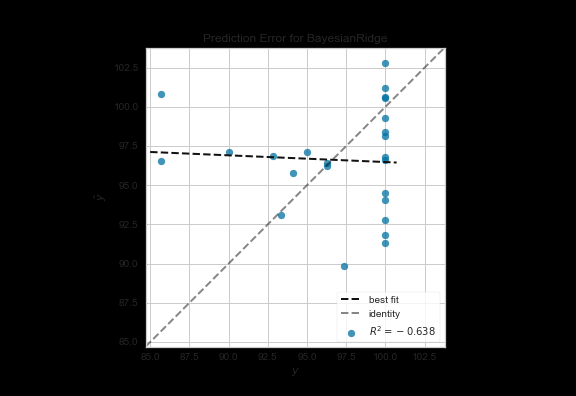 Prediction Error for BayesianRidge
102.5
100.0
97.5
95.0
92.5
90.0
87.5
85.0
ŷ
85.0 87.5 90.0 92.5 95.0 97.5 100.0 102.5
y
best fit
identity
R² = −0.638